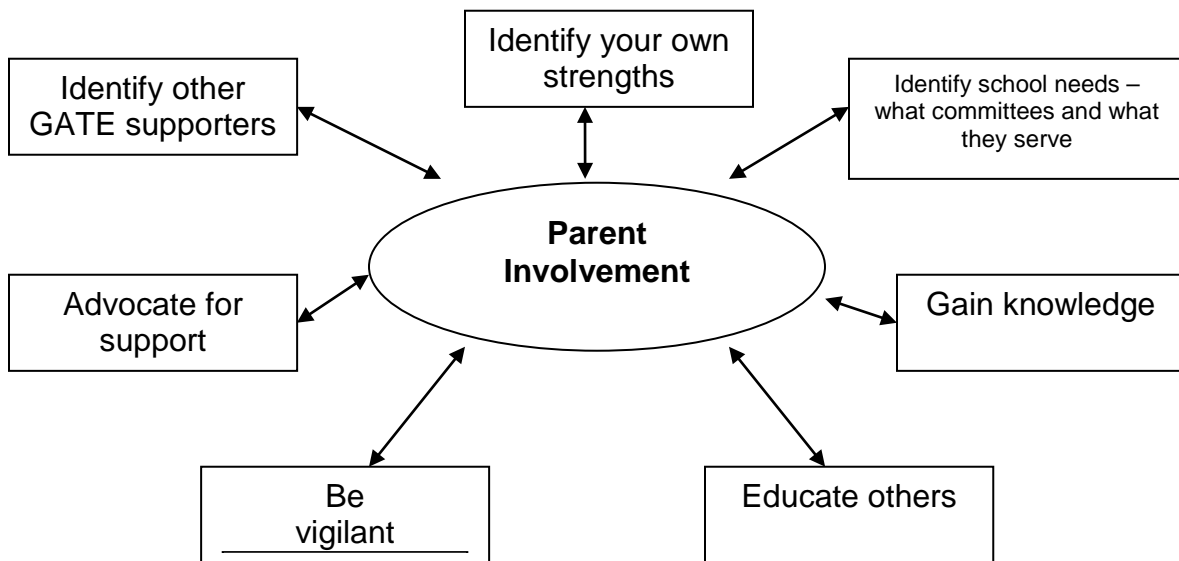 Identify your own
strengths
Identify other
GATE supporters
Identify school needs –
what committees and what
they serve
Parent
Involvement
Advocate for
support
Gain knowledge
Be
vigilant
Educate others